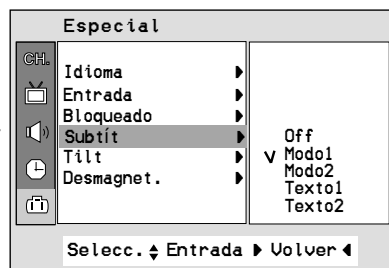 Especial
CH.
Idioma
Entrada
Bloqueado
Subtít
Tilt
Desmagnet.
Off
Modo1
Modo2
Texto1
Texto2
Selecc. Entrada Volver